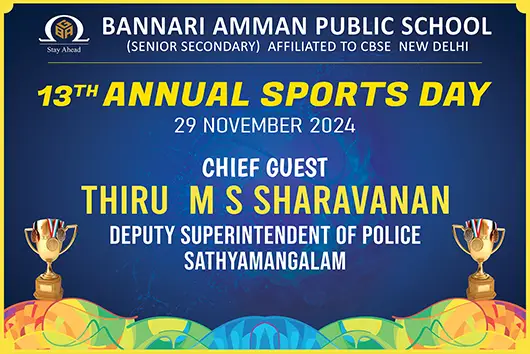 BANNARI AMMAN PUBLIC SCHOOL
(SENIOR SECONDARY) AFFILIATED TO CBSE NEW DELHI
Stay Ahead
13TH ANNUAL SPORTS DAY
29 NOVEMBER 2024
CHIEF GUEST
THIRU M S SHARAVANAN
DEPUTY SUPERINTENDENT OF POLICE
SATHYAMANGALAM